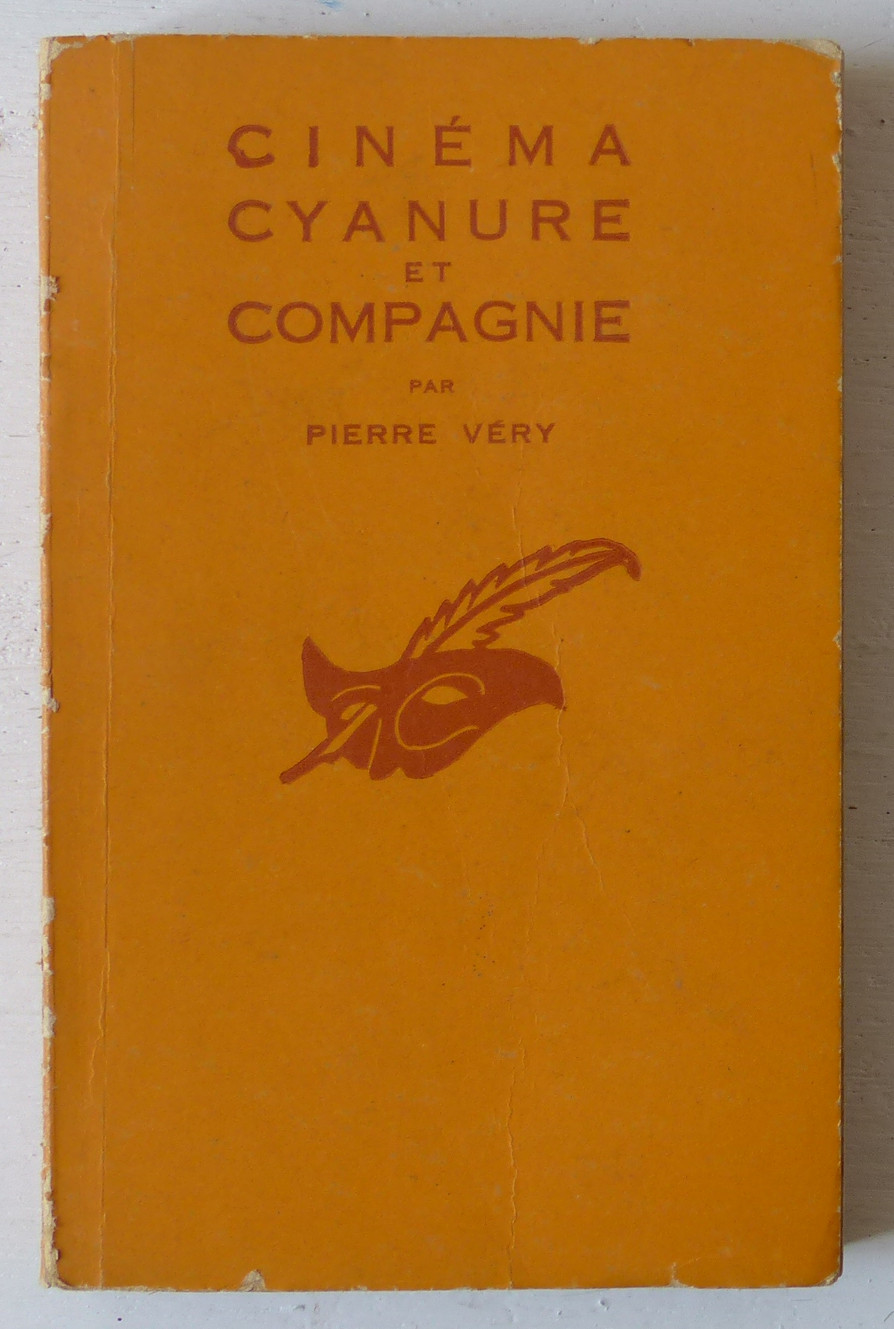 CINÉMA
CYANURE
ET
COMPAGNIE
PAR
PIERRE VÉRY